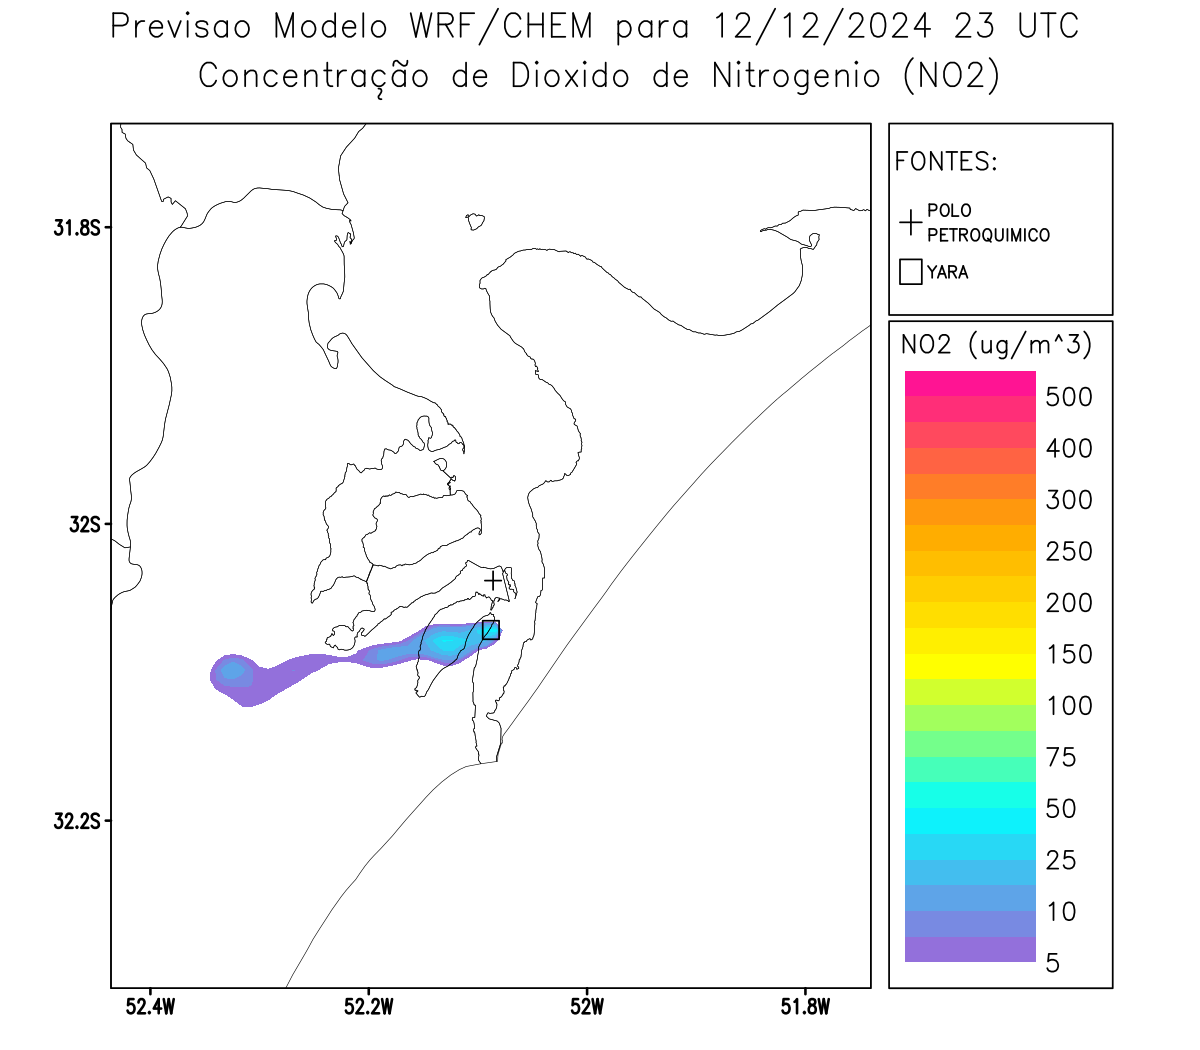 Previsao Modelo WRF/CHEM para 12/12/2024 23 UTC
Concentração de Dioxido de Nitrogenio (NO2)
FONTES:
POLO
PETROQUIMICO
YARA
NO2 (ug/m^3)
500
400
300
250
200
150
100
75
50
25
10
5
31.8S
32S
32.2S
52.4W
52.2W
52W
51.8W